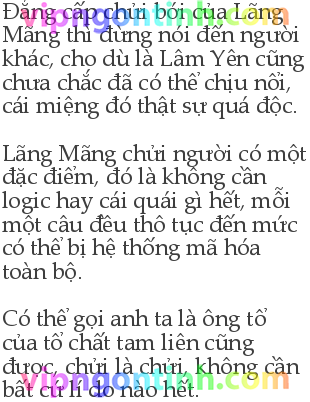 Đẳng cấp chửi bới của Lãng
Mãng thì đừng nói đến người
khác, cho dù là Lâm Yên cũng
chưa chắc đã có thể chịu nổi,
cái miệng đó thật sự quá độc.
Lãng Mãng chửi người có một
đặc điểm, đó là không cần
logic hay cái quái gì hết, mỗi
một câu đều thô tục đến mức
có thể bị hệ thống mã hóa
toàn bộ.
Có thể gọi anh ta là ông tổ
của tổ chất tam liên cũng
được, chửi là chửi, không cần
bất cứ lí do nào hết.
vipngontinh.com
vipngontinh.com